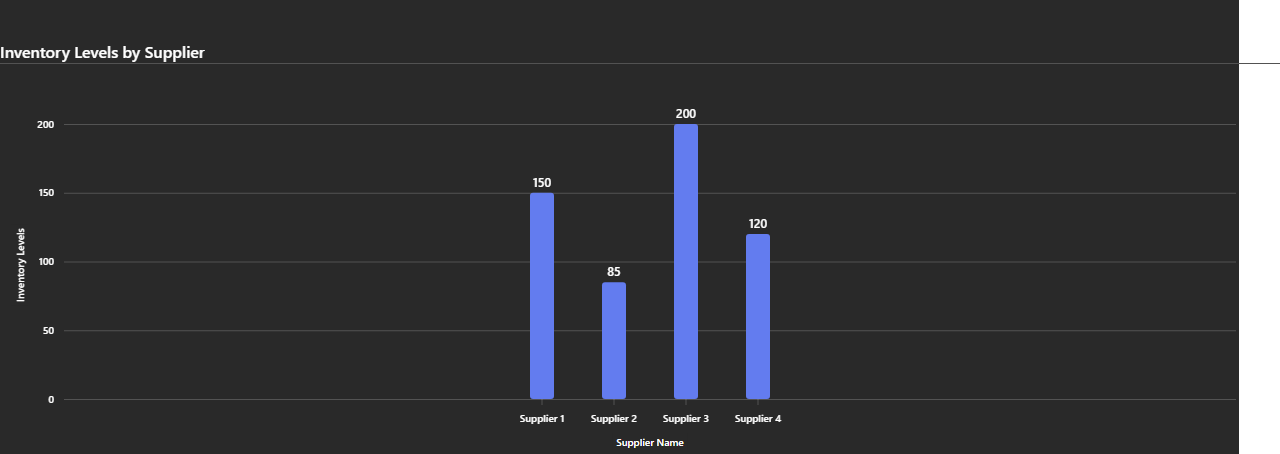 Inventory Levels by Supplier
200
150
100
50
0
Inventory Levels
150
85
200
120
Supplier 1
Supplier 2
Supplier 3
Supplier 4
Supplier Name